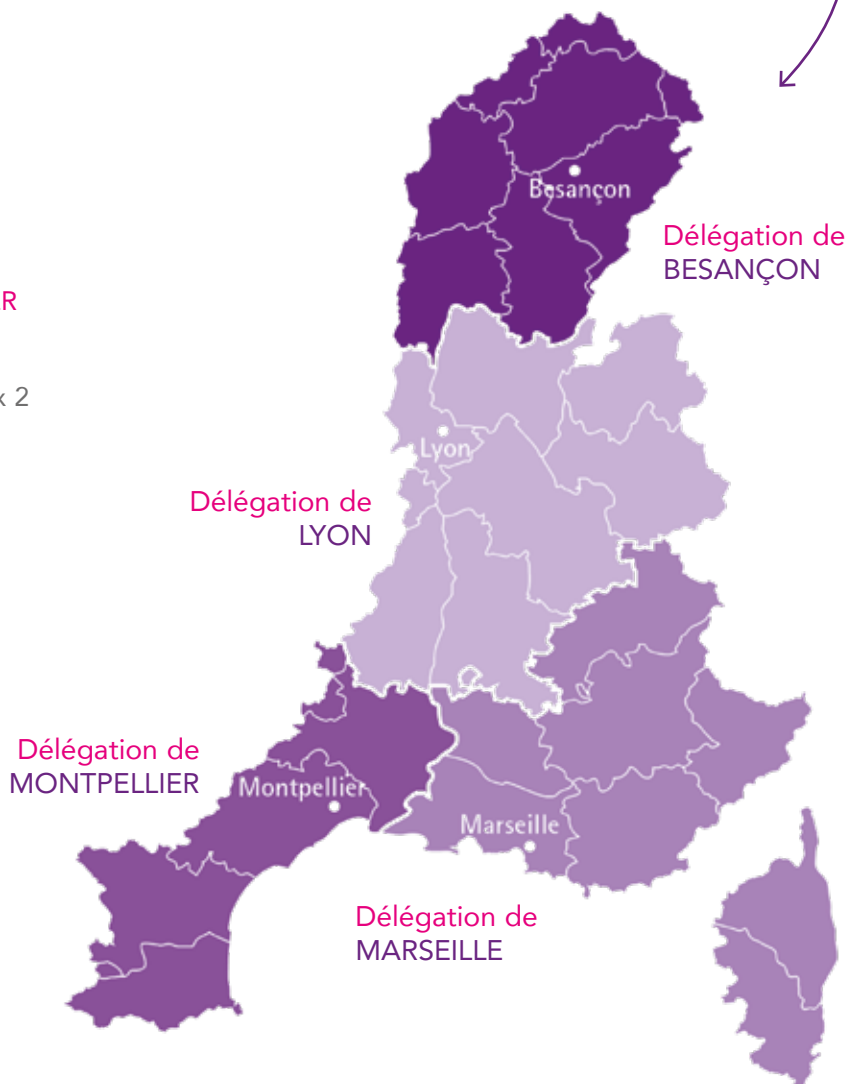 Besançon
Délégation de
BESANÇON
R
x 2
Lyon
Délégation de
LYON
Délégation de
MONTPELLIER
Montpellier
Marseille
Délégation de
MARSEILLE